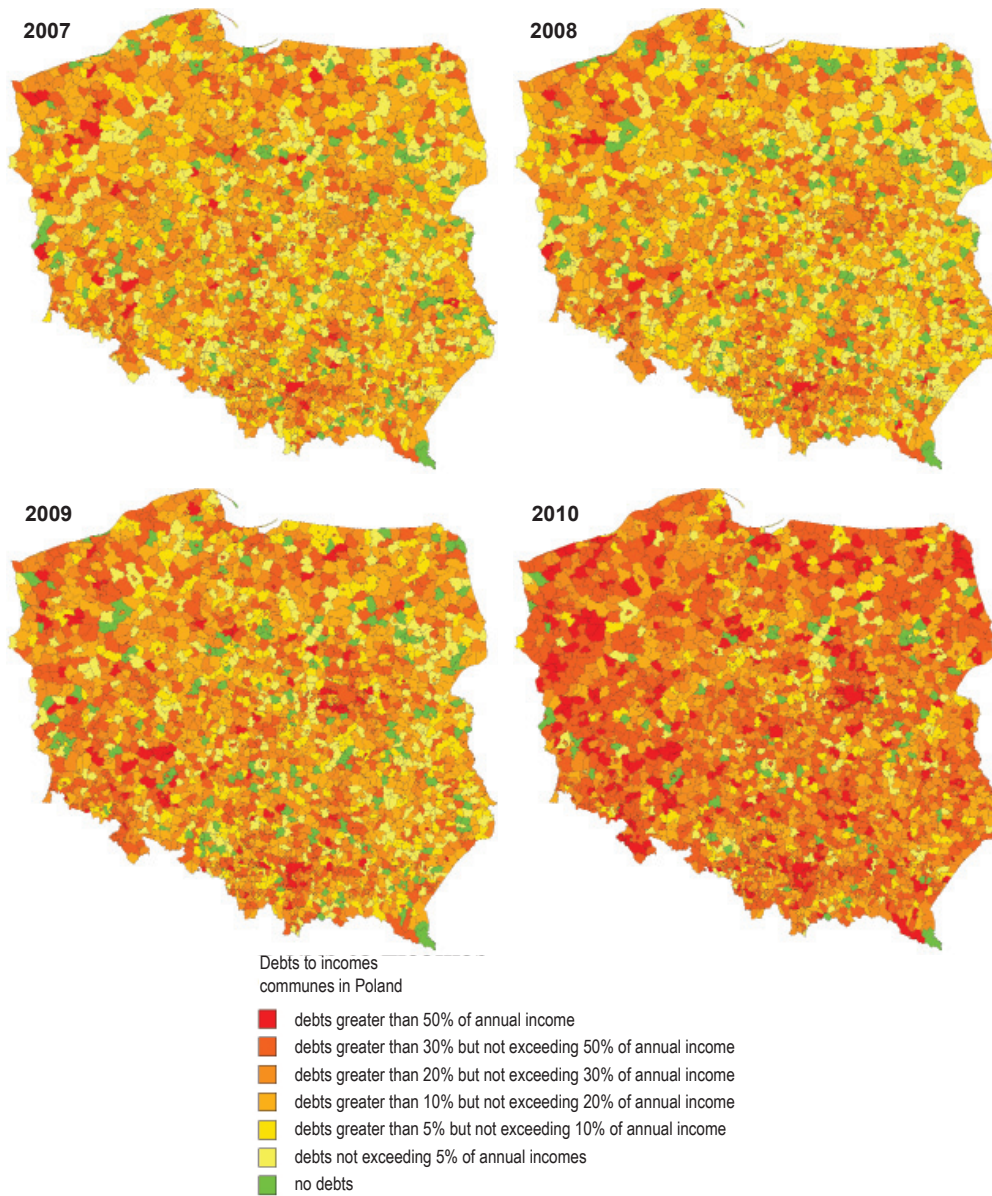 2007
2008
2009
2010
Debts to incomes
communes in Poland
debts greater than 50% of annual income
debts greater than 30% but not exceeding 50% of annual income
debts greater than 20% but not exceeding 30% of annual income
debts greater than 10% but not exceeding 20% of annual income
debts greater than 5% but not exceeding 10% of annual income
debts not exceeding 5% of annual incomes
no debts